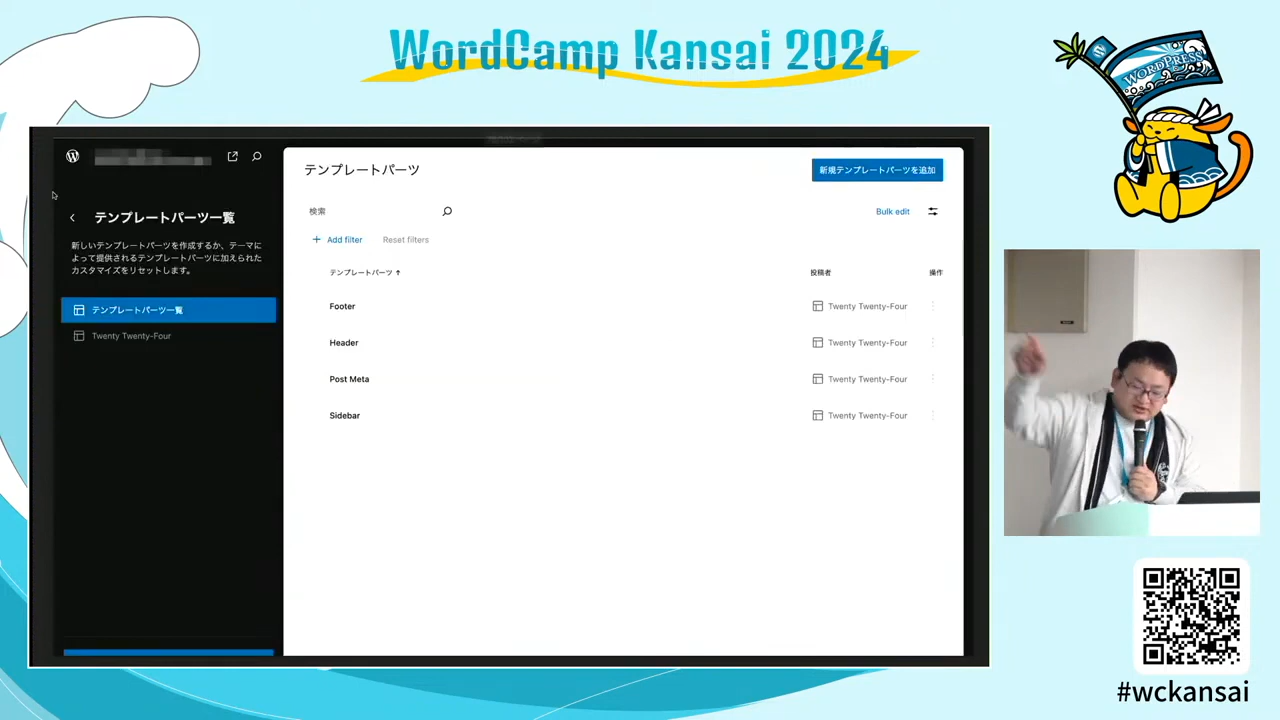 WordCamp Kansai 2024
WORDPRESS
テンプレートパーツ一覧
新しいテンプレートパーツを作成するか、テーマに
よって提供されるテンプレートパーツに加えられた
カスタマイズをリセットします。
テンプレートパーツ一覧
Twenty Twenty-Four
テンプレートパーツ
新規テンプレートパーツを追加
検索
Bulk edit
Add filter Reset filters
テンプレートパーツ ↑ 投稿者 操作
Footer Twenty Twenty-Four
Header Twenty Twenty-Four
Post Meta Twenty Twenty-Four
Sidebar Twenty Twenty-Four
#wckansai